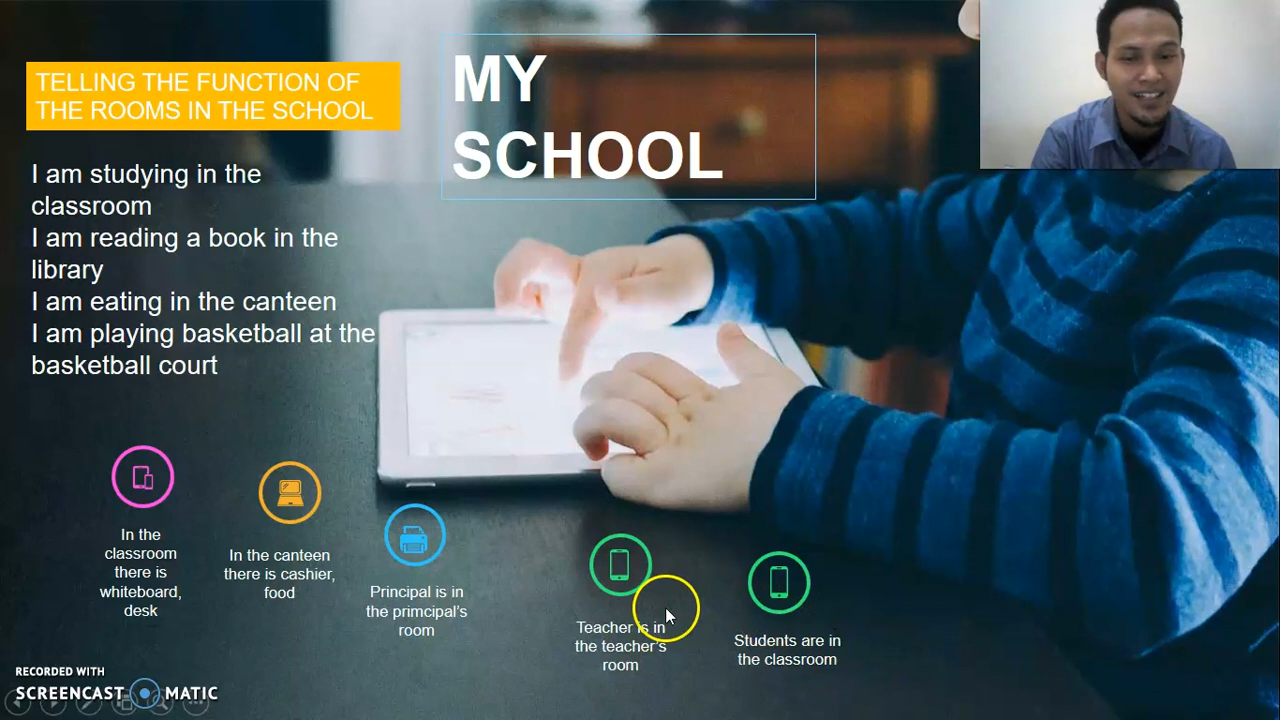 TELLING THE FUNCTION OF
THE ROOMS IN THE SCHOOL
MY
SCHOOL
I am studying in the
classroom
I am reading a book in the
library
I am eating in the canteen
I am playing basketball at the
basketball court
In the
classroom
there is
whiteboard,
desk
In the canteen
there is cashier,
food
Principal is in
the primcipal's
room
Teacher is in
the teacher's
room
Students are in
the classroom
RECORDED WITH
SCREENCAST MATIC